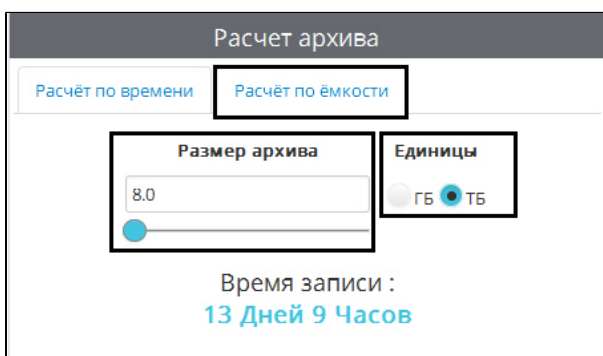 Расчет архива
Расчёт по времени Расчёт по ёмкости
Размер архива Единицы
8.0 ГБ ТБ
Время записи :
13 Дней 9 Часов